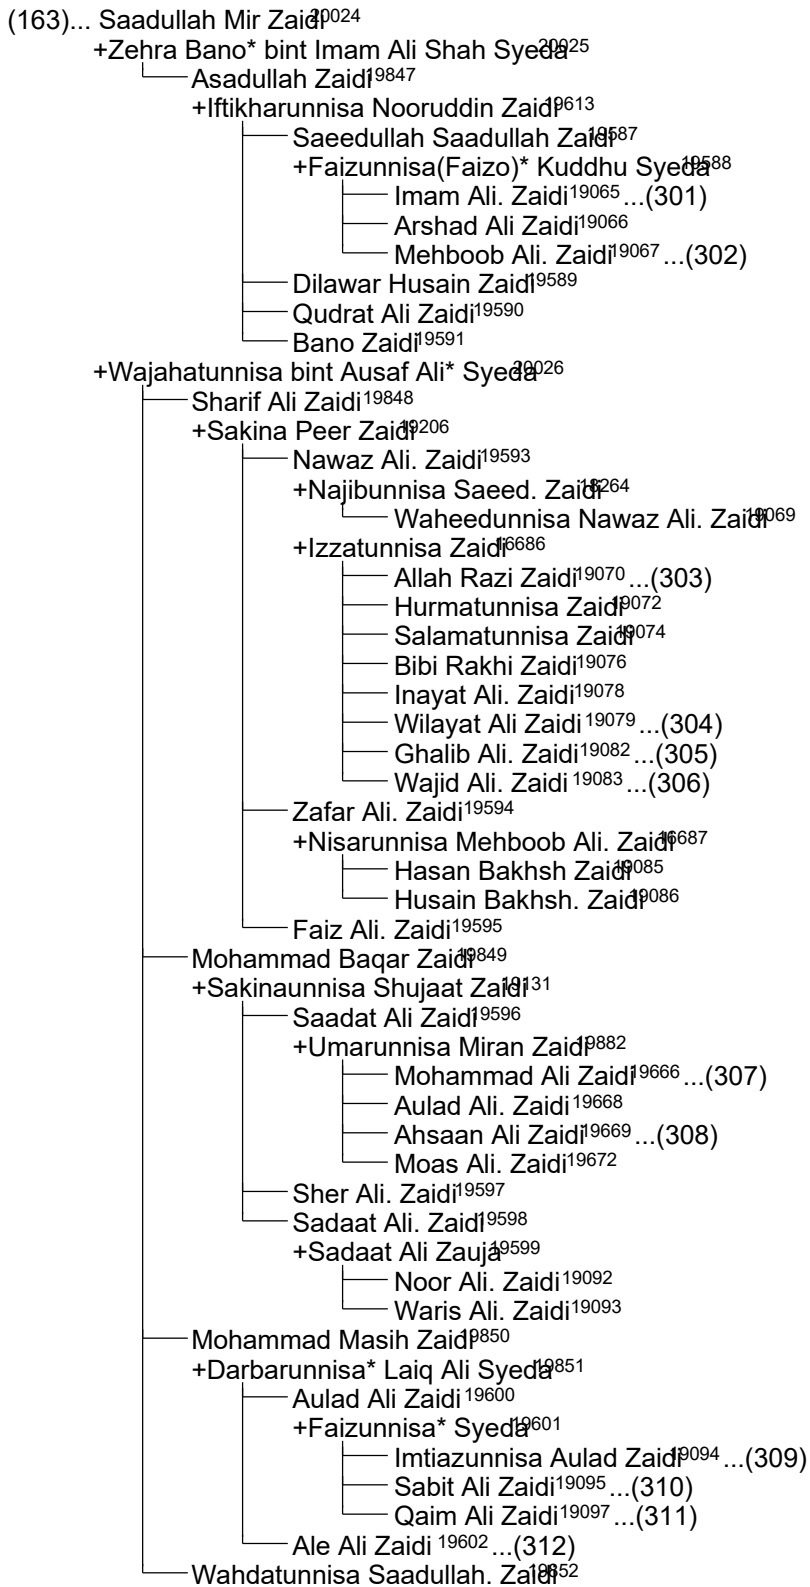 (163)... Saadullah Mir Zaidi20024
+Zehra Bano* bint Imam Ali Shah Syeda20025
Asadullah Zaidi19847
+Iftikharunnisa Nooruddin Zaidi19613
Saeedullah Saadullah Zaidi19587
+Faizunnisa(Faizo)* Kuddhu Syeda19588
Imam Ali. Zaidi19065 ...(301)
Arshad Ali Zaidi19066
Mehboob Ali. Zaidi19067 ...(302)
Dilawar Husain Zaidi19589
Qudrat Ali Zaidi19590
Bano Zaidi19591
+Wajahatunnisa bint Ausaf Ali* Syeda20026
Sharif Ali Zaidi19848
+Sakina Peer Zaidi19206
Nawaz Ali. Zaidi19593
+Najibunnisa Saeed. Zaidi18264
Waheedunnisa Nawaz Ali. Zaidi19069
+Izzatunnisa Zaidi16686
Allah Razi Zaidi19070 ...(303)
Hurmatunnisa Zaidi19072
Salamatunnisa Zaidi19074
Bibi Rakhi Zaidi19076
Inayat Ali. Zaidi19078
Wilayat Ali Zaidi 19079 ...(304)
Ghalib Ali. Zaidi19082 ...(305)
Wajid Ali. Zaidi 19083 ...(306)
Zafar Ali. Zaidi19594
+Nisarunnisa Mehboob Ali. Zaidi16687
Hasan Bakhsh Zaidi19085
Husain Bakhsh. Zaidi19086
Faiz Ali. Zaidi19595
Mohammad Baqar Zaidi19849
+Sakinaunnisa Shujaat Zaidi19131
Saadat Ali Zaidi19596
+Umarunnisa Miran Zaidi19882
Mohammad Ali Zaidi19666 ...(307)
Aulad Ali. Zaidi19668
Ahsaan Ali Zaidi19669 ...(308)
Moas Ali. Zaidi19672
Sher Ali. Zaidi19597
Sadaat Ali. Zaidi19598
+Sadaat Ali Zauja19599
Noor Ali. Zaidi19092
Waris Ali. Zaidi19093
Mohammad Masih Zaidi19850
+Darbarunnisa* Laiq Ali Syeda19851
Aulad Ali Zaidi 19600
+Faizunnisa* Syeda19601
Imtiazunnisa Aulad Zaidi19094 ...(309)
Sabit Ali Zaidi19095 ...(310)
Qaim Ali Zaidi19097 ...(311)
Ale Ali Zaidi 19602 ...(312)
Wahdatunnisa Saadullah. Zaidi19852